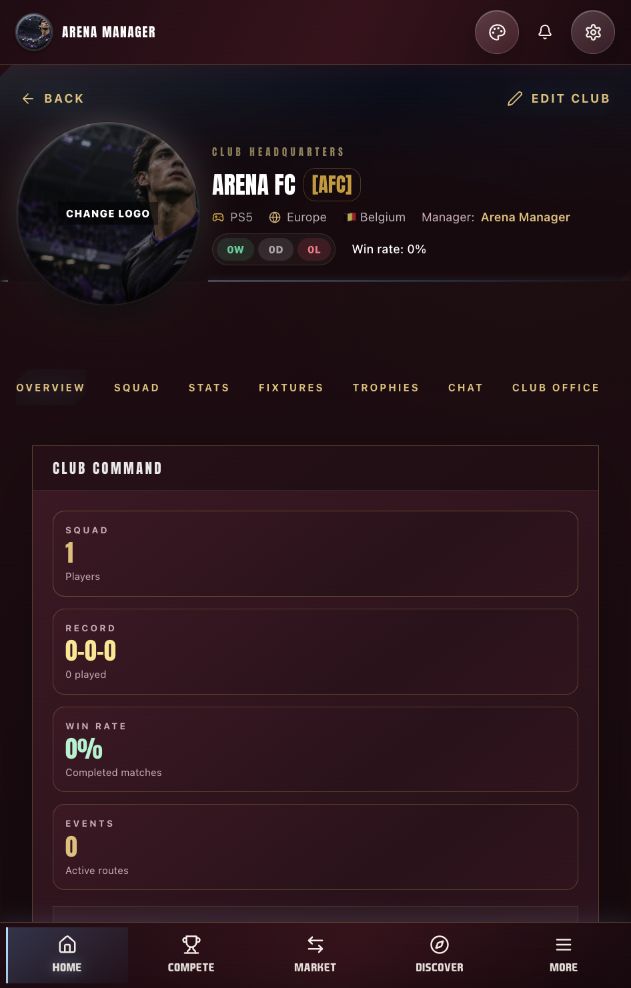 ARENA MANAGER
BACK
EDIT CLUB
CHANGE LOGO
CLUB HEADQUARTERS
ARENA FC [AFC]
PS5 Europe Belgium Manager: Arena Manager
0W 0D 0L Win rate: 0%
OVERVIEW SQUAD STATS FIXTURES TROPHIES CHAT CLUB OFFICE
CLUB COMMAND
SQUAD
1
Players
RECORD
0-0-0
0 played
WIN RATE
0%
Completed matches
EVENTS
0
Active routes
HOME COMPETE MARKET DISCOVER MORE